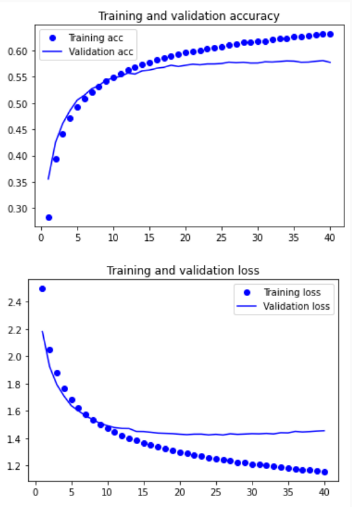 Training and validation accuracy
Training acc
Validation acc
0.60
0.55
0.50
0.45
0.40
0.35
0.30
0 5 10 15 20 25 30 35 40
Training and validation loss
Training loss
Validation loss
2.4
2.2
2.0
1.8
1.6
1.4
1.2
0 5 10 15 20 25 30 35 40